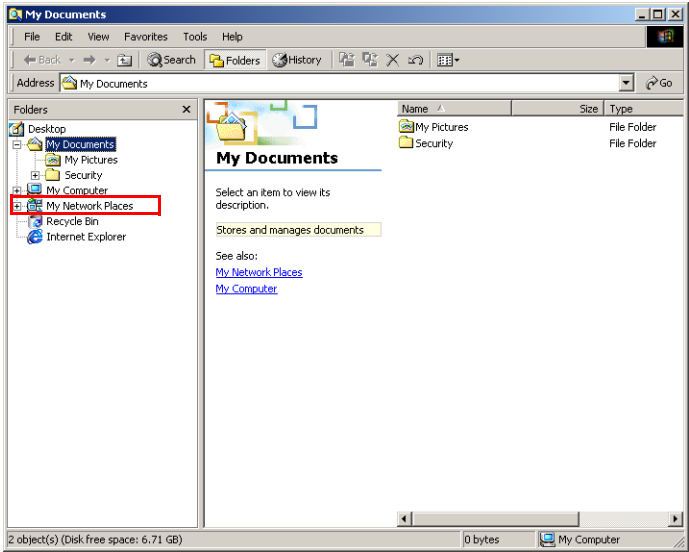 My Documents
File Edit View Favorites Tools Help
Back Search Folders History
Address My Documents Go
Folders
Desktop
My Documents
My Pictures
Security
My Computer
My Network Places
Recycle Bin
Internet Explorer
My Documents
Select an item to view its
description.
Stores and manages documents
See also:
My Network Places
My Computer
Name Size Type
My Pictures File Folder
Security File Folder
2 object(s) (Disk free space: 6.71 GB) 0 bytes My Computer